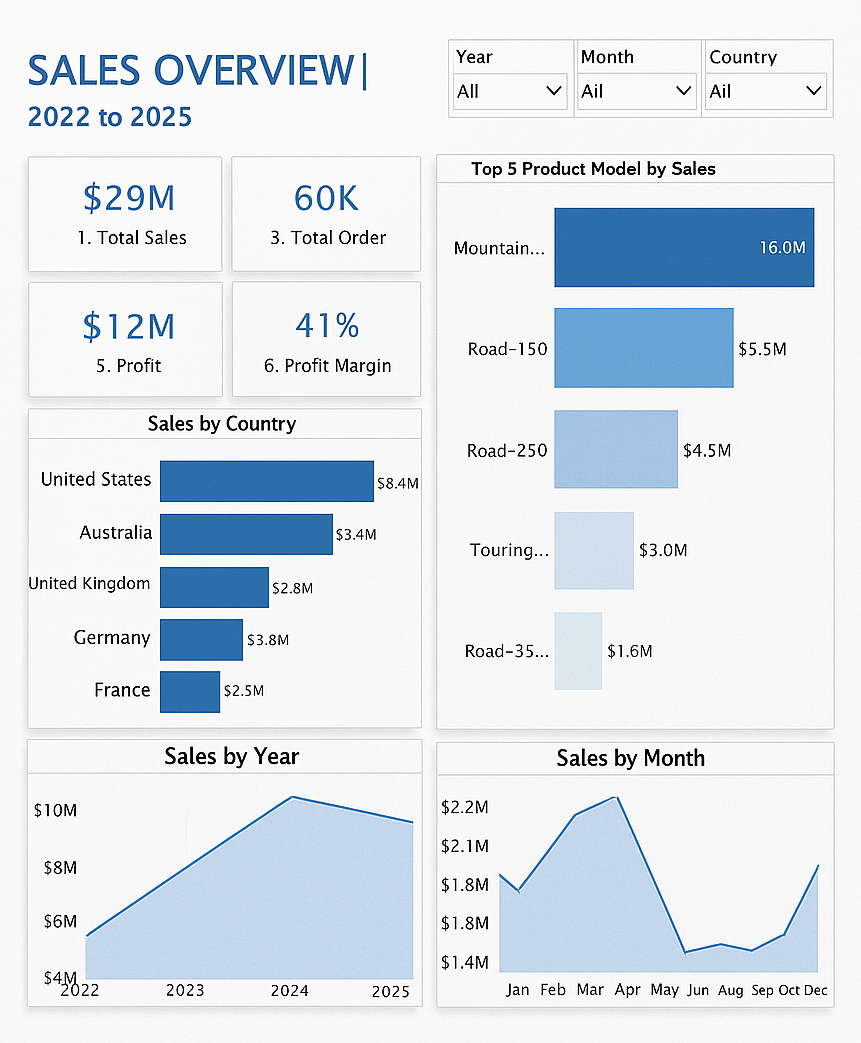 SALES OVERVIEW|
2022 to 2025
Year Month Country
All Ail Ail
$29M
1. Total Sales
60K
3. Total Order
$12M
5. Profit
41%
6. Profit Margin
Top 5 Product Model by Sales
Mountain... 16.0M
Road-150 $5.5M
Road-250 $4.5M
Touring... $3.0M
Road-35... $1.6M
Sales by Country
United States $8.4M
Australia $3.4M
United Kingdom $2.8M
Germany $3.8M
France $2.5M
Sales by Year
$10M
$8M
$6M
$4M
2022 2023 2024 2025
Sales by Month
$2.2M
$2.1M
$1.8M
$1.8M
$1.4M
Jan Feb Mar Apr May Jun Aug Sep Oct Dec